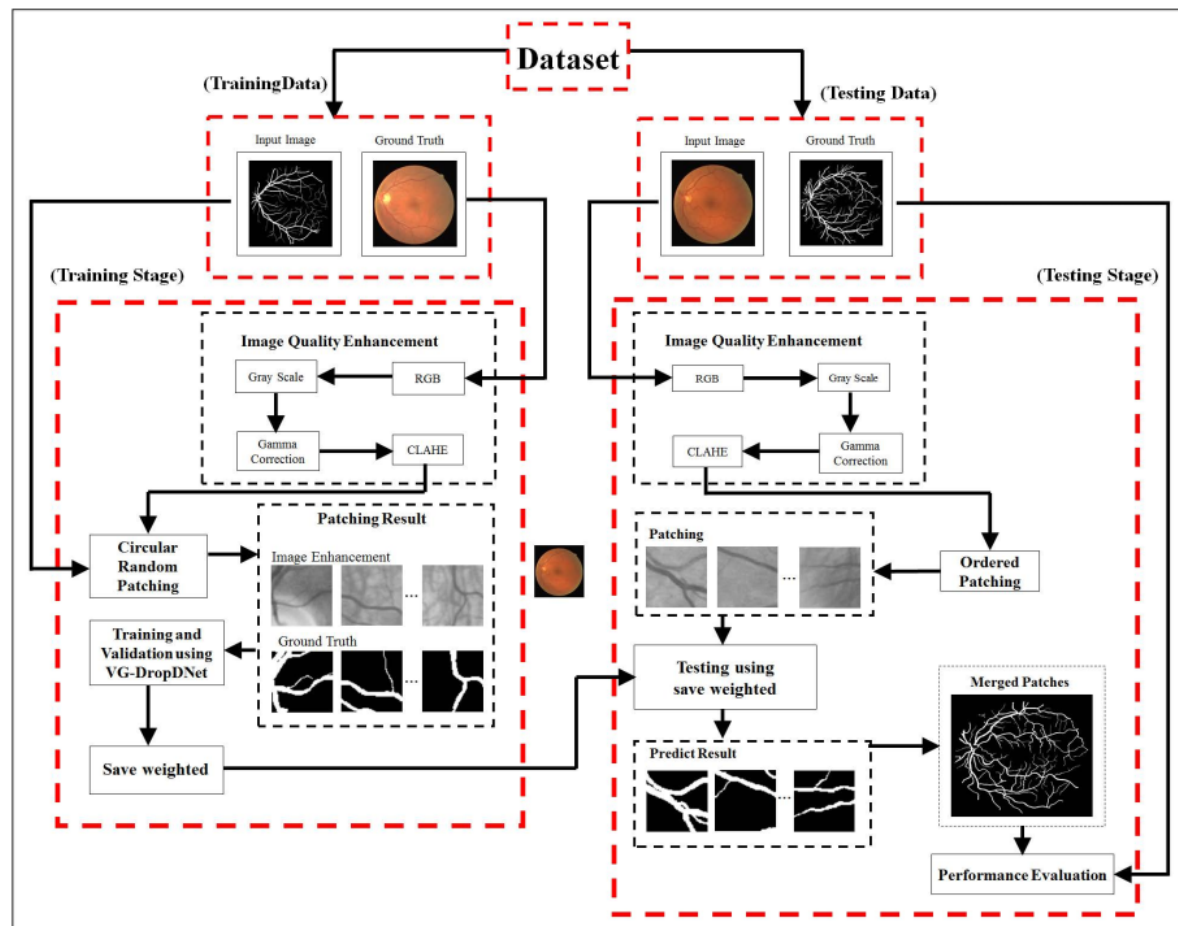 Dataset
(TrainingData)
(Testing Data)
Input Image
Ground Truth
Input Image
Ground Truth
(Training Stage)
(Testing Stage)
Image Quality Enhancement
Gray Scale
RGB
Gamma
Correction
CLAHE
Circular
Random
Patching
Patching Result
Image Enhancement
...
Ground Truth
...
Training and
Validation using
VG-DropDNet
Save weighted
Image Quality Enhancement
RGB
Gray Scale
CLAHE
Gamma
Correction
Patching
...
Ordered
Patching
Testing using
save weighted
Predict Result
...
Merged Patches
Performance Evaluation